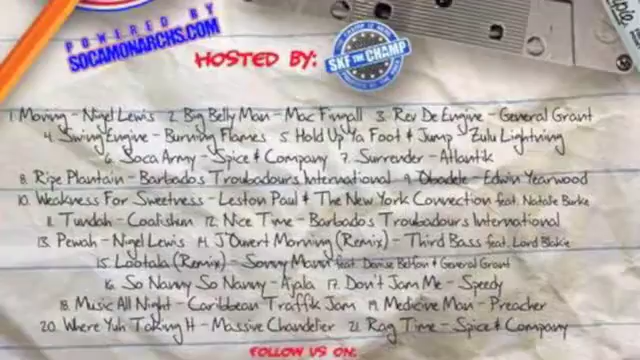 POWERED BY
SOCAMONARCHS.COM
HOSTED BY:
SKF THE CHAMP
1. Moving - Nigel Lewis 2. Big Belly Man - Mac Fingall 3. Rev De Engine - General Grant
4. Swing Engine - Burning Flames 5. Hold Up Ya Foot & Jump - Zulu Lightning
6. Soca Army - Spice & Company 7. Surrender - Atlantik
8. Ripe Plantain - Barbados Troubadours International 9. Obadele - Edwin Yearwood
10. Weakness For Sweetness - Leston Paul & The New York Connection feat. Natalie Burke
11. Tundah - Coalishun 12. Nice Time - Barbados Troubadours International
13. Pewah - Nigel Lewis 14. J'Ouvert Morning (Remix) - Third Bass feat. Lord Blakie
15. Lootala (Remix) - Sonny Mann feat. Denise Belfon & General Grant
16. So Nanny So Nanny - Ajala 17. Don't Jam Me - Speedy
18. Music All Night - Caribbean Traffik Jam 19. Medicine Man - Preacher
20. Where Yuh Taking It - Massive Chandelier 21. Rag Time - Spice & Company
FOLLOW US ON: